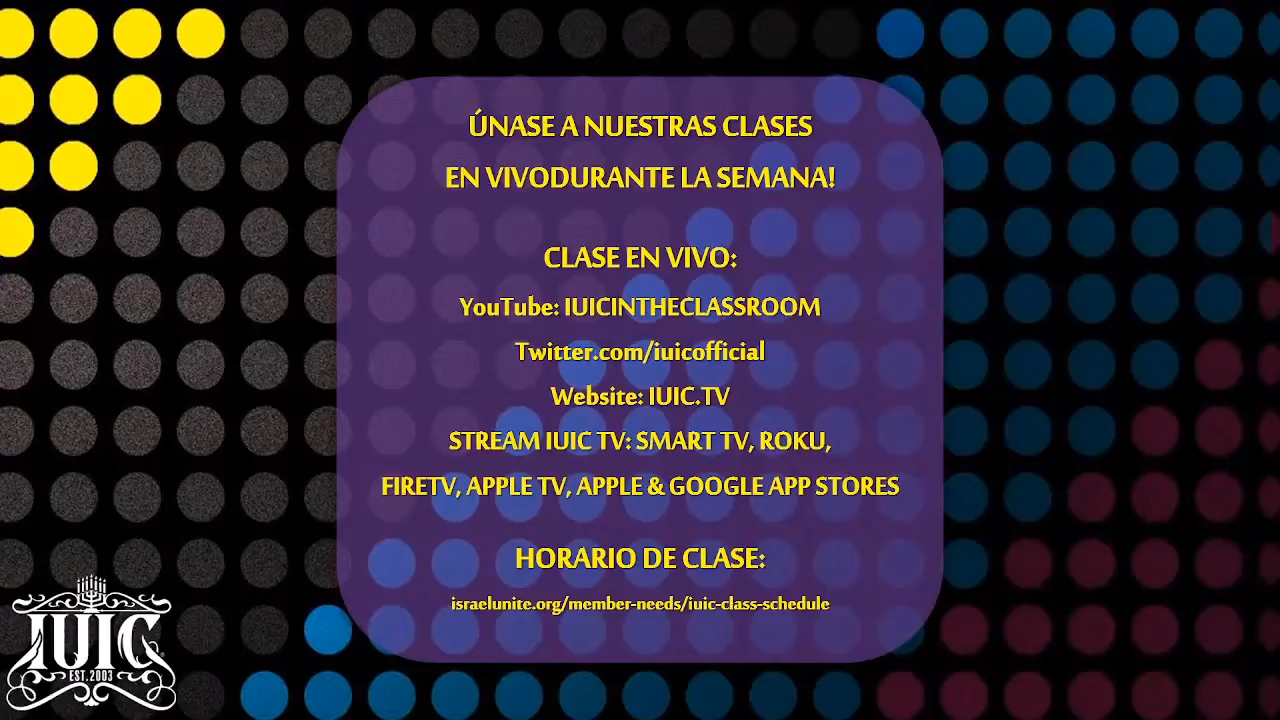 ÚNASE A NUESTRAS CLASES
EN VIVODURANTE LA SEMANA!
CLASE EN VIVO:
YouTube: IUICINTHECLASSROOM
Twitter.com/iuicofficial
Website: IUIC.TV
STREAM IUIC TV: SMART TV, ROKU,
FIRETV, APPLE TV, APPLE & GOOGLE APP STORES
HORARIO DE CLASE:
israelunite.org/member-needs/iuic-class-schedule
IUIC
EST. 2003